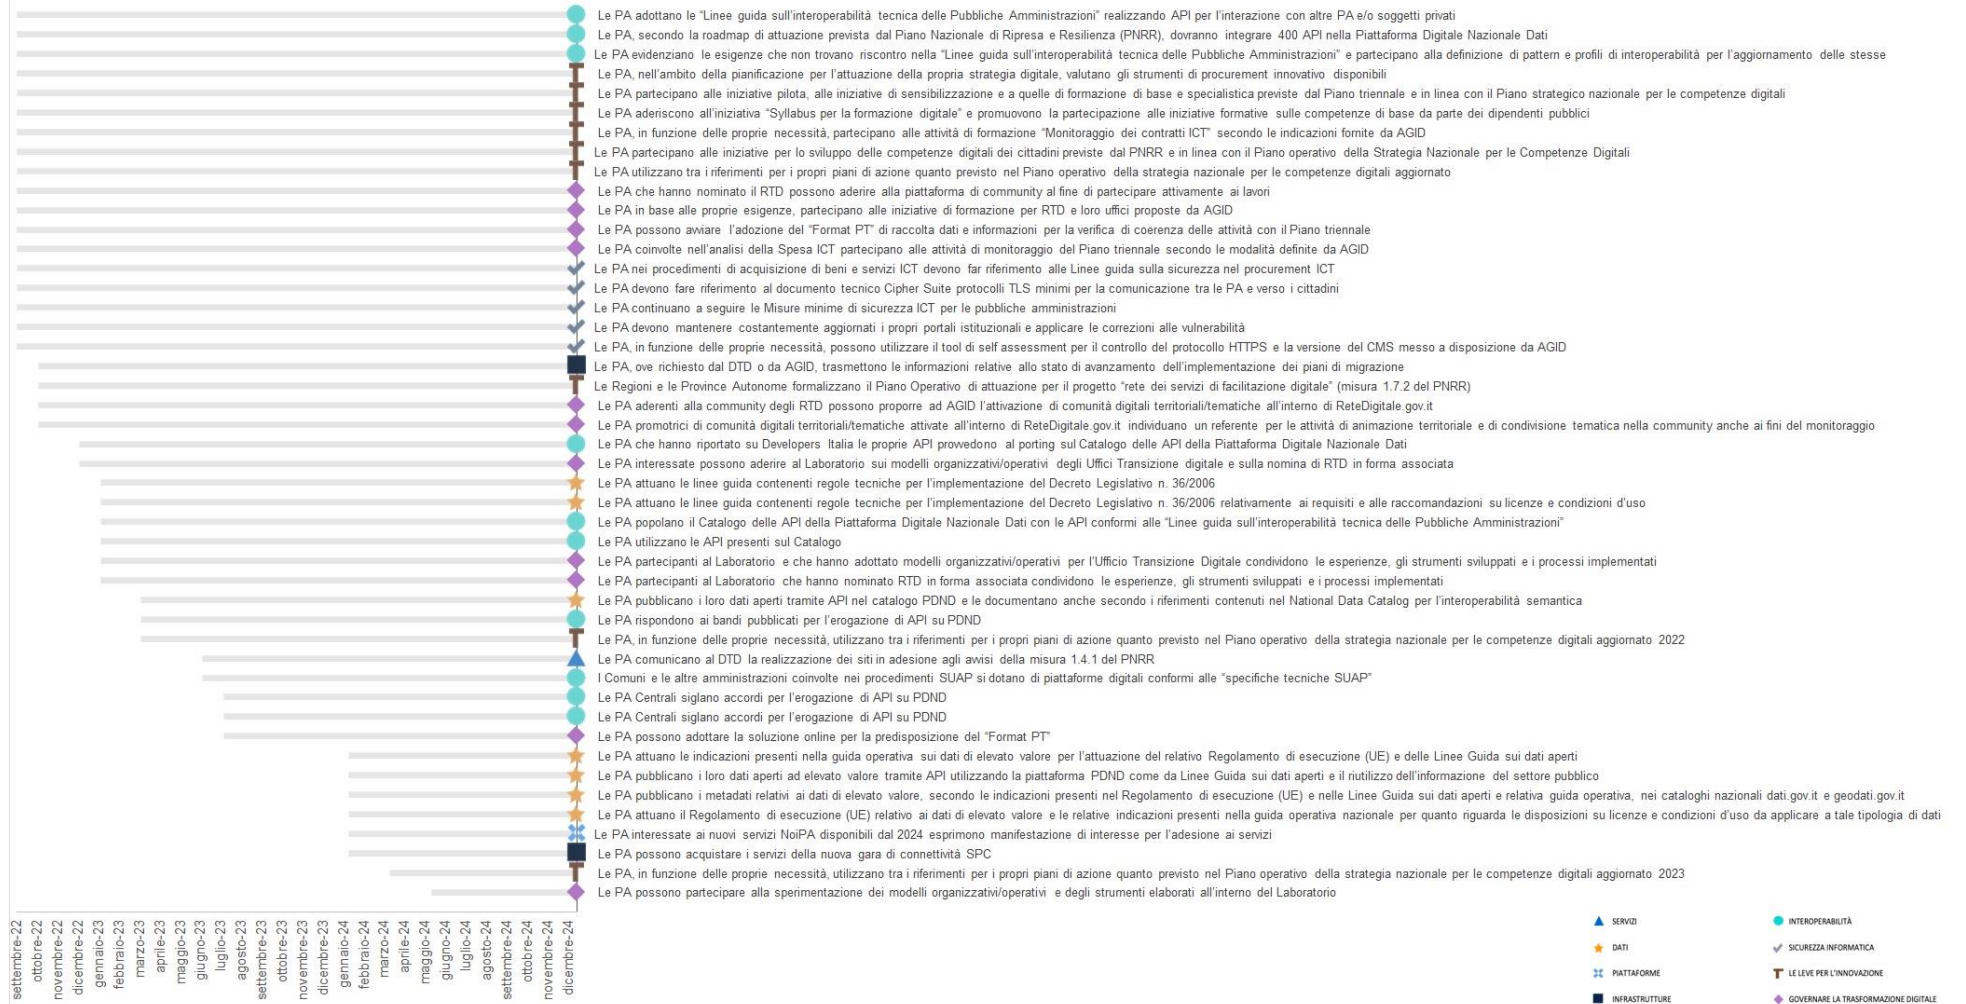 Le PA adottano le “Linee guida sull’interoperabilità tecnica delle Pubbliche Amministrazioni” realizzando API per l’interazione con altre PA e/o soggetti privati
Le PA, secondo la roadmap di attuazione prevista dal Piano Nazionale di Ripresa e Resilienza (PNRR), dovranno integrare 400 API nella Piattaforma Digitale Nazionale Dati
Le PA evidenziano le esigenze che non trovano riscontro nella “Linee guida sull’interoperabilità tecnica delle Pubbliche Amministrazioni” e partecipano alla definizione di pattern e profili di interoperabilità per l’aggiornamento delle stesse
Le PA, nell’ambito della pianificazione per l’attuazione della propria strategia digitale, valutano gli strumenti di procurement innovativo disponibili
Le PA partecipano alle iniziative pilota, alle iniziative di sensibilizzazione e a quelle di formazione di base e specialistica previste dal Piano triennale e in linea con il Piano strategico nazionale per le competenze digitali
Le PA aderiscono all’iniziativa “Syllabus per la formazione digitale” e promuovono la partecipazione alle iniziative formative sulle competenze di base da parte dei dipendenti pubblici
Le PA, in funzione delle proprie necessità, partecipano alle attività di formazione “Monitoraggio dei contratti ICT” secondo le indicazioni fornite da AGID
Le PA partecipano alle iniziative per lo sviluppo delle competenze digitali dei cittadini previste dal PNRR e in linea con il Piano operativo della Strategia Nazionale per le Competenze Digitali
Le PA utilizzano tra i riferimenti per i propri piani di azione quanto previsto nel Piano operativo della strategia nazionale per le competenze digitali aggiornato
Le PA che hanno nominato il RTD possono aderire alla piattaforma di community al fine di partecipare attivamente ai lavori
Le PA in base alle proprie esigenze, partecipano alle iniziative di formazione per RTD e loro uffici proposte da AGID
Le PA possono avviare l’adozione del “Format PT” di raccolta dati e informazioni per la verifica di coerenza delle attività con il Piano triennale
Le PA coinvolte nell’analisi della Spesa ICT partecipano alle attività di monitoraggio del Piano triennale secondo le modalità definite da AGID
Le PA nei procedimenti di acquisizione di beni e servizi ICT devono far riferimento alle Linee guida sulla sicurezza nel procurement ICT
Le PA devono fare riferimento al documento tecnico Cipher Suite protocolli TLS minimi per la comunicazione tra le PA e verso i cittadini
Le PA continuano a seguire le Misure minime di sicurezza ICT per le pubbliche amministrazioni
Le PA devono mantenere costantemente aggiornati i propri portali istituzionali e applicare le correzioni alle vulnerabilità
Le PA, in funzione delle proprie necessità, possono utilizzare il tool di self assessment per il controllo del protocollo HTTPS e la versione del CMS messo a disposizione da AGID
Le PA, ove richiesto dal DTD o da AGID, trasmettono le informazioni relative allo stato di avanzamento dell’implementazione dei piani di migrazione
Le Regioni e le Province Autonome formalizzano il Piano Operativo di attuazione per il progetto “rete dei servizi di facilitazione digitale” (misura 1.7.2 del PNRR)
Le PA aderenti alla community degli RTD possono proporre ad AGID l’attivazione di comunità digitali territoriali/tematiche all’interno di ReteDigitale.gov.it
Le PA promotrici di comunità digitali territoriali/tematiche attivate all’interno di ReteDigitale.gov.it individuano un referente per le attività di animazione territoriale e di condivisione tematica nella community anche ai fini del monitoraggio
Le PA che hanno riportato su Developers Italia le proprie API provvedono al porting sul Catalogo delle API della Piattaforma Digitale Nazionale Dati
Le PA interessate possono aderire al Laboratorio sui modelli organizzativi/operativi degli Uffici Transizione digitale e sulla nomina di RTD in forma associata
Le PA attuano le linee guida contenenti regole tecniche per l’implementazione del Decreto Legislativo n. 36/2006
Le PA attuano le linee guida contenenti regole tecniche per l’implementazione del Decreto Legislativo n. 36/2006 relativamente ai requisiti e alle raccomandazioni su licenze e condizioni d’uso
Le PA popolano il Catalogo delle API della Piattaforma Digitale Nazionale Dati con le API conformi alle “Linee guida sull’interoperabilità tecnica delle Pubbliche Amministrazioni”
Le PA utilizzano le API presenti sul Catalogo
Le PA partecipanti al Laboratorio e che hanno adottato modelli organizzativi/operativi per l’Ufficio Transizione Digitale condividono le esperienze, gli strumenti sviluppati e i processi implementati
Le PA partecipanti al Laboratorio che hanno nominato RTD in forma associata condividono le esperienze, gli strumenti sviluppati e i processi implementati
Le PA pubblicano i loro dati aperti tramite API nel catalogo PDND e le documentano anche secondo i riferimenti contenuti nel National Data Catalog per l’interoperabilità semantica
Le PA rispondono ai bandi pubblicati per l’erogazione di API su PDND
Le PA, in funzione delle proprie necessità, utilizzano tra i riferimenti per i propri piani di azione quanto previsto nel Piano operativo della strategia nazionale per le competenze digitali aggiornato 2022
Le PA comunicano al DTD la realizzazione dei siti in adesione agli avvisi della misura 1.4.1 del PNRR
I Comuni e le altre amministrazioni coinvolte nei procedimenti SUAP si dotano di piattaforme digitali conformi alle “specifiche tecniche SUAP”
Le PA Centrali siglano accordi per l’erogazione di API su PDND
Le PA Centrali siglano accordi per l’erogazione di API su PDND
Le PA possono adottare la soluzione online per la predisposizione del “Format PT”
Le PA attuano le indicazioni presenti nella guida operativa sui dati di elevato valore per l’attuazione del relativo Regolamento di esecuzione (UE) e delle Linee Guida sui dati aperti
Le PA pubblicano i loro dati aperti ad elevato valore tramite API utilizzando la piattaforma PDND come da Linee Guida sui dati aperti e il riutilizzo dell’informazione del settore pubblico
Le PA pubblicano i metadati relativi ai dati di elevato valore, secondo le indicazioni presenti nel Regolamento di esecuzione (UE) e nelle Linee Guida sui dati aperti e relativa guida operativa, nei cataloghi nazionali dati.gov.it e geodati.gov.it
Le PA attuano il Regolamento di esecuzione (UE) relativo ai dati di elevato valore e le relative indicazioni presenti nella guida operativa nazionale per quanto riguarda le disposizioni su licenze e condizioni d’uso da applicare a tale tipologia di dati
Le PA interessate ai nuovi servizi NoiPA disponibili dal 2024 esprimono manifestazione di interesse per l’adesione ai servizi
Le PA possono acquistare i servizi della nuova gara di connettività SPC
Le PA, in funzione delle proprie necessità, utilizzano tra i riferimenti per i propri piani di azione quanto previsto nel Piano operativo della strategia nazionale per le competenze digitali aggiornato 2023
Le PA possono partecipare alla sperimentazione dei modelli organizzativi/operativi e degli strumenti elaborati all’interno del Laboratorio
settembre-22
ottobre-22
novembre-22
dicembre-22
gennaio-23
febbraio-23
marzo-23
aprile-23
maggio-23
giugno-23
luglio-23
agosto-23
settembre-23
ottobre-23
novembre-23
dicembre-23
gennaio-24
febbraio-24
marzo-24
aprile-24
maggio-24
giugno-24
luglio-24
agosto-24
settembre-24
ottobre-24
novembre-24
dicembre-24
SERVIZI
DATI
PIATTAFORME
INFRASTRUTTURE
INTEROPERABILITÀ
SICUREZZA INFORMATICA
LE LEVE PER L'INNOVAZIONE
GOVERNARE LA TRASFORMAZIONE DIGITALE